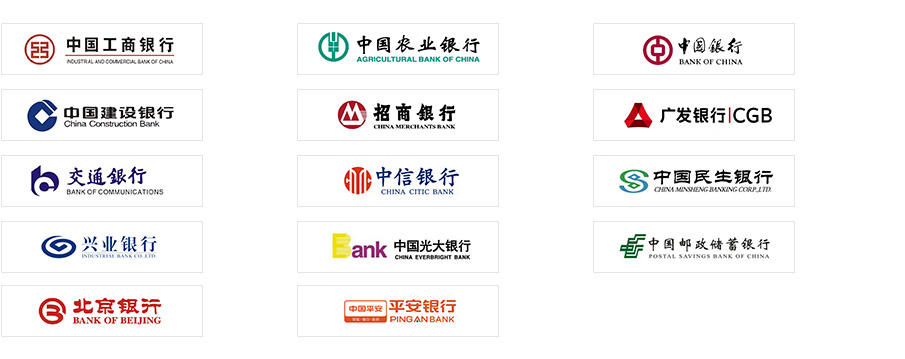 中国工商银行
INDUSTRIAL AND COMMERCIAL BANK OF CHINA
中国农业银行
AGRICULTURAL BANK OF CHINA
中国银行
BANK OF CHINA
中国建设银行
China Construction Bank
招商銀行
CHINA MERCHANTS BANK
广发银行|CGB
交通銀行
BANK OF COMMUNICATIONS
中信银行
CHINA CITIC BANK
中国民生银行
CHINA MINSHENG BANKING CORP.,LTD.
兴业银行
INDUSTRIAL BANK CO.,LTD.
Bank 中国光大银行
CHINA EVERBRIGHT BANK
中国邮政储蓄银行
POSTAL SAVINGS BANK OF CHINA
北京银行
BANK OF BEIJING
中国平安 平安银行
PING AN BANK